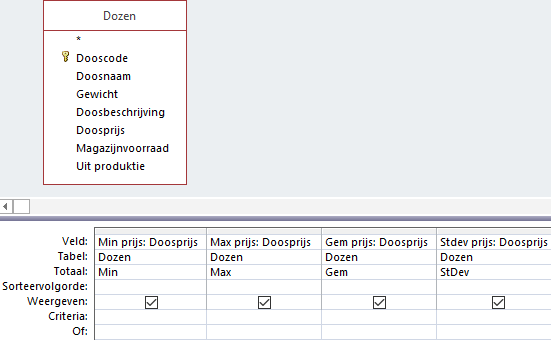 Dozen
*
Dooscode
Doosnaam
Gewicht
Doosbeschrijving
Doosprijs
Magazijnvoorraad
Uit produktie
Veld: Min prijs: Doosprijs Max prijs: Doosprijs Gem prijs: Doosprijs Stdev prijs: Doosprijs
Tabel: Dozen Dozen Dozen Dozen
Totaal: Min Max Gem StDev
Sorteervolgorde:
Weergeven:
Criteria:
Of: